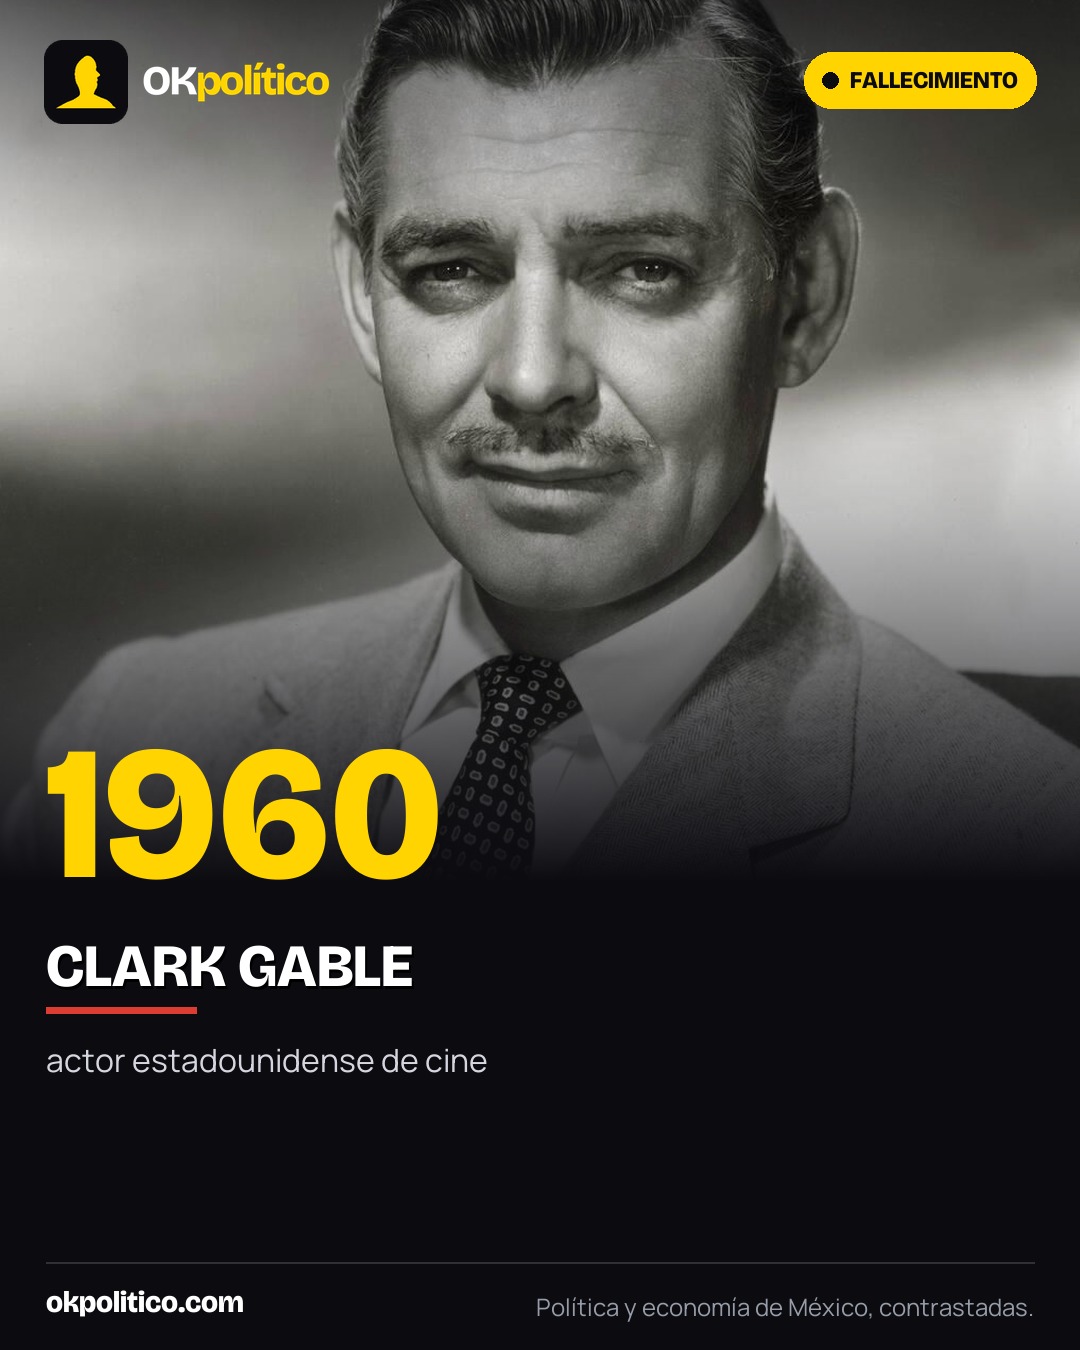 OKpolítico
FALLECIMIENTO
1960
CLARK GABLE
actor estadounidense de cine
okpolitico.com
Política y economía de México, contrastadas.